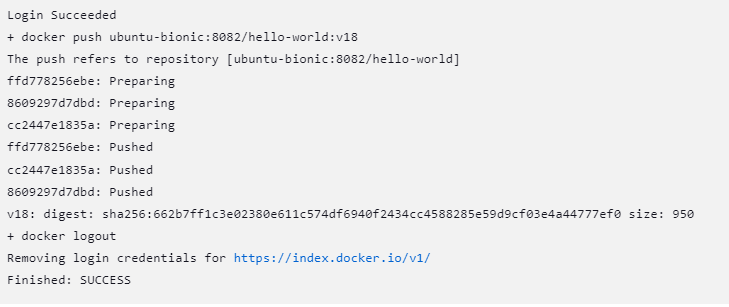 Login Succeeded
+ docker push ubuntu-bionic:8082/hello-world:v18
The push refers to repository [ubuntu-bionic:8082/hello-world]
ffd778256ebe: Preparing
8609297d7dbd: Preparing
cc2447e1835a: Preparing
ffd778256ebe: Pushed
cc2447e1835a: Pushed
8609297d7dbd: Pushed
v18: digest: sha256:662b7ff1c3e02380e611c574df6940f2434cc4588285e59d9cf03e4a44777ef0 size: 950
+ docker logout
Removing login credentials for https://index.docker.io/v1/
Finished: SUCCESS